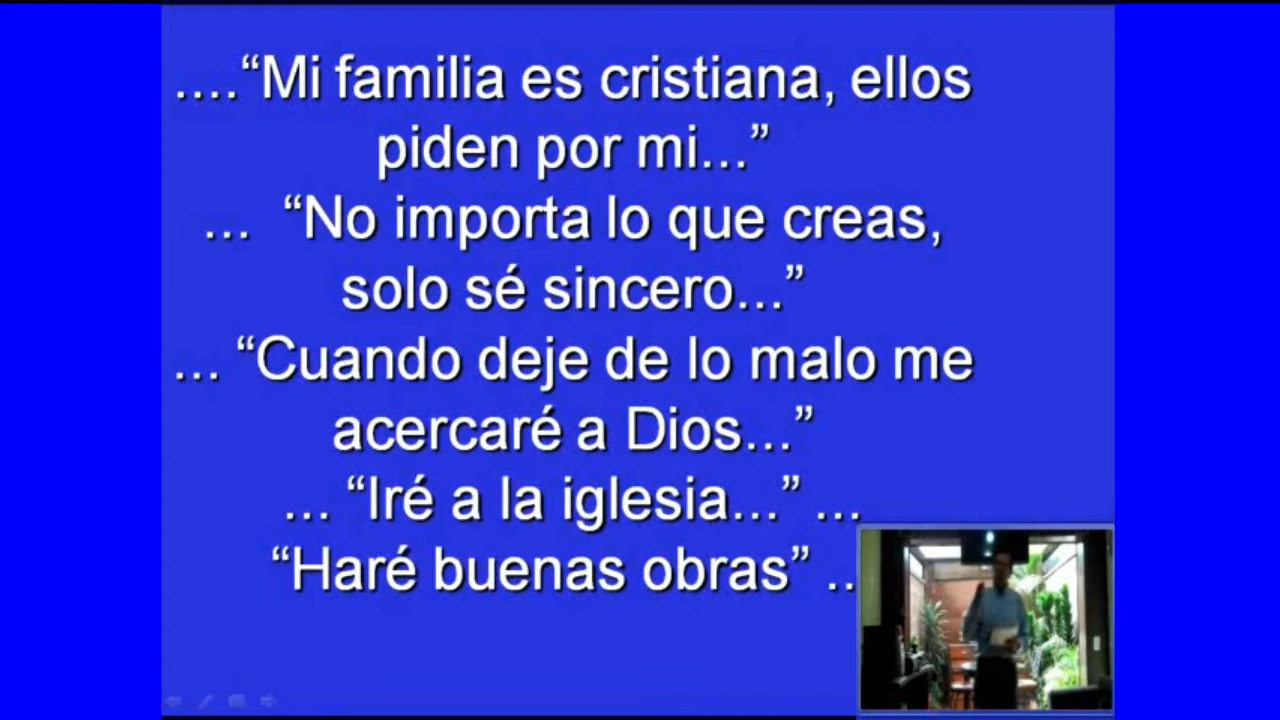 ....“Mi familia es cristiana, ellos
piden por mi...”
... “No importa lo que creas,
solo sé sincero...”
... “Cuando deje de lo malo me
acercaré a Dios...”
... “Iré a la iglesia...” ...
“Haré buenas obras” ..